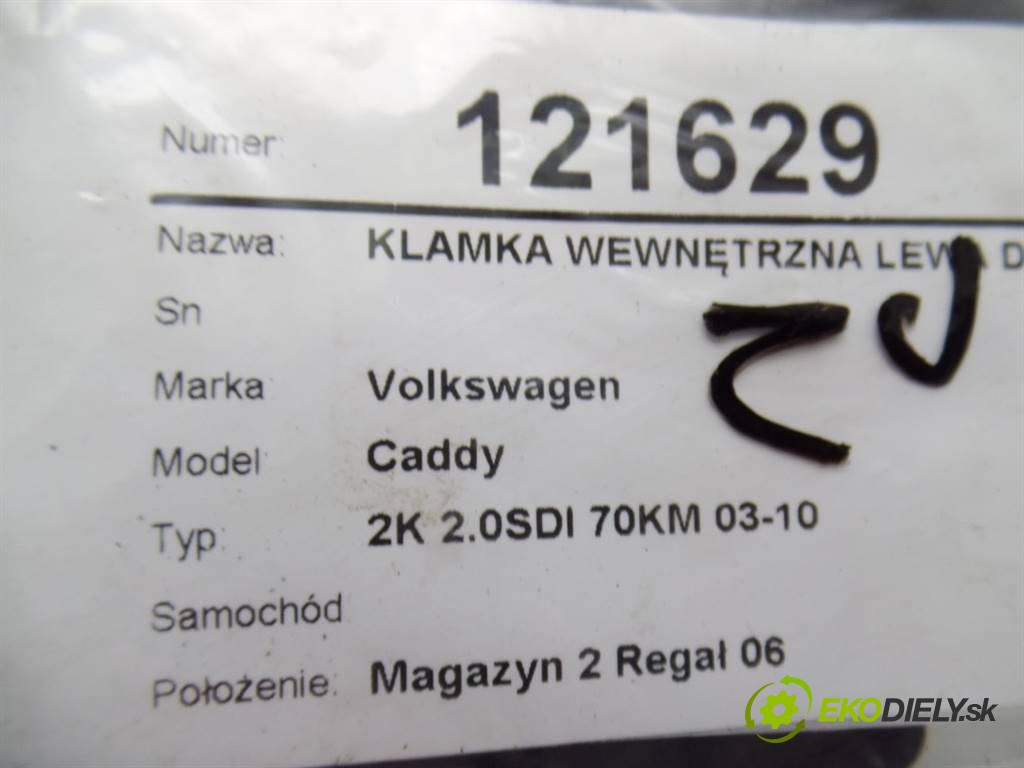 Numer: 121629
Nazwa: KLAMKA WEWNĘTRZNA LEWA D
Sn
Marka Volkswagen
Model Caddy
Typ: 2K 2.0SDI 70KM 03-10
Samochód
Położenie: Magazyn 2 Regał 06
EKODIELY.sk